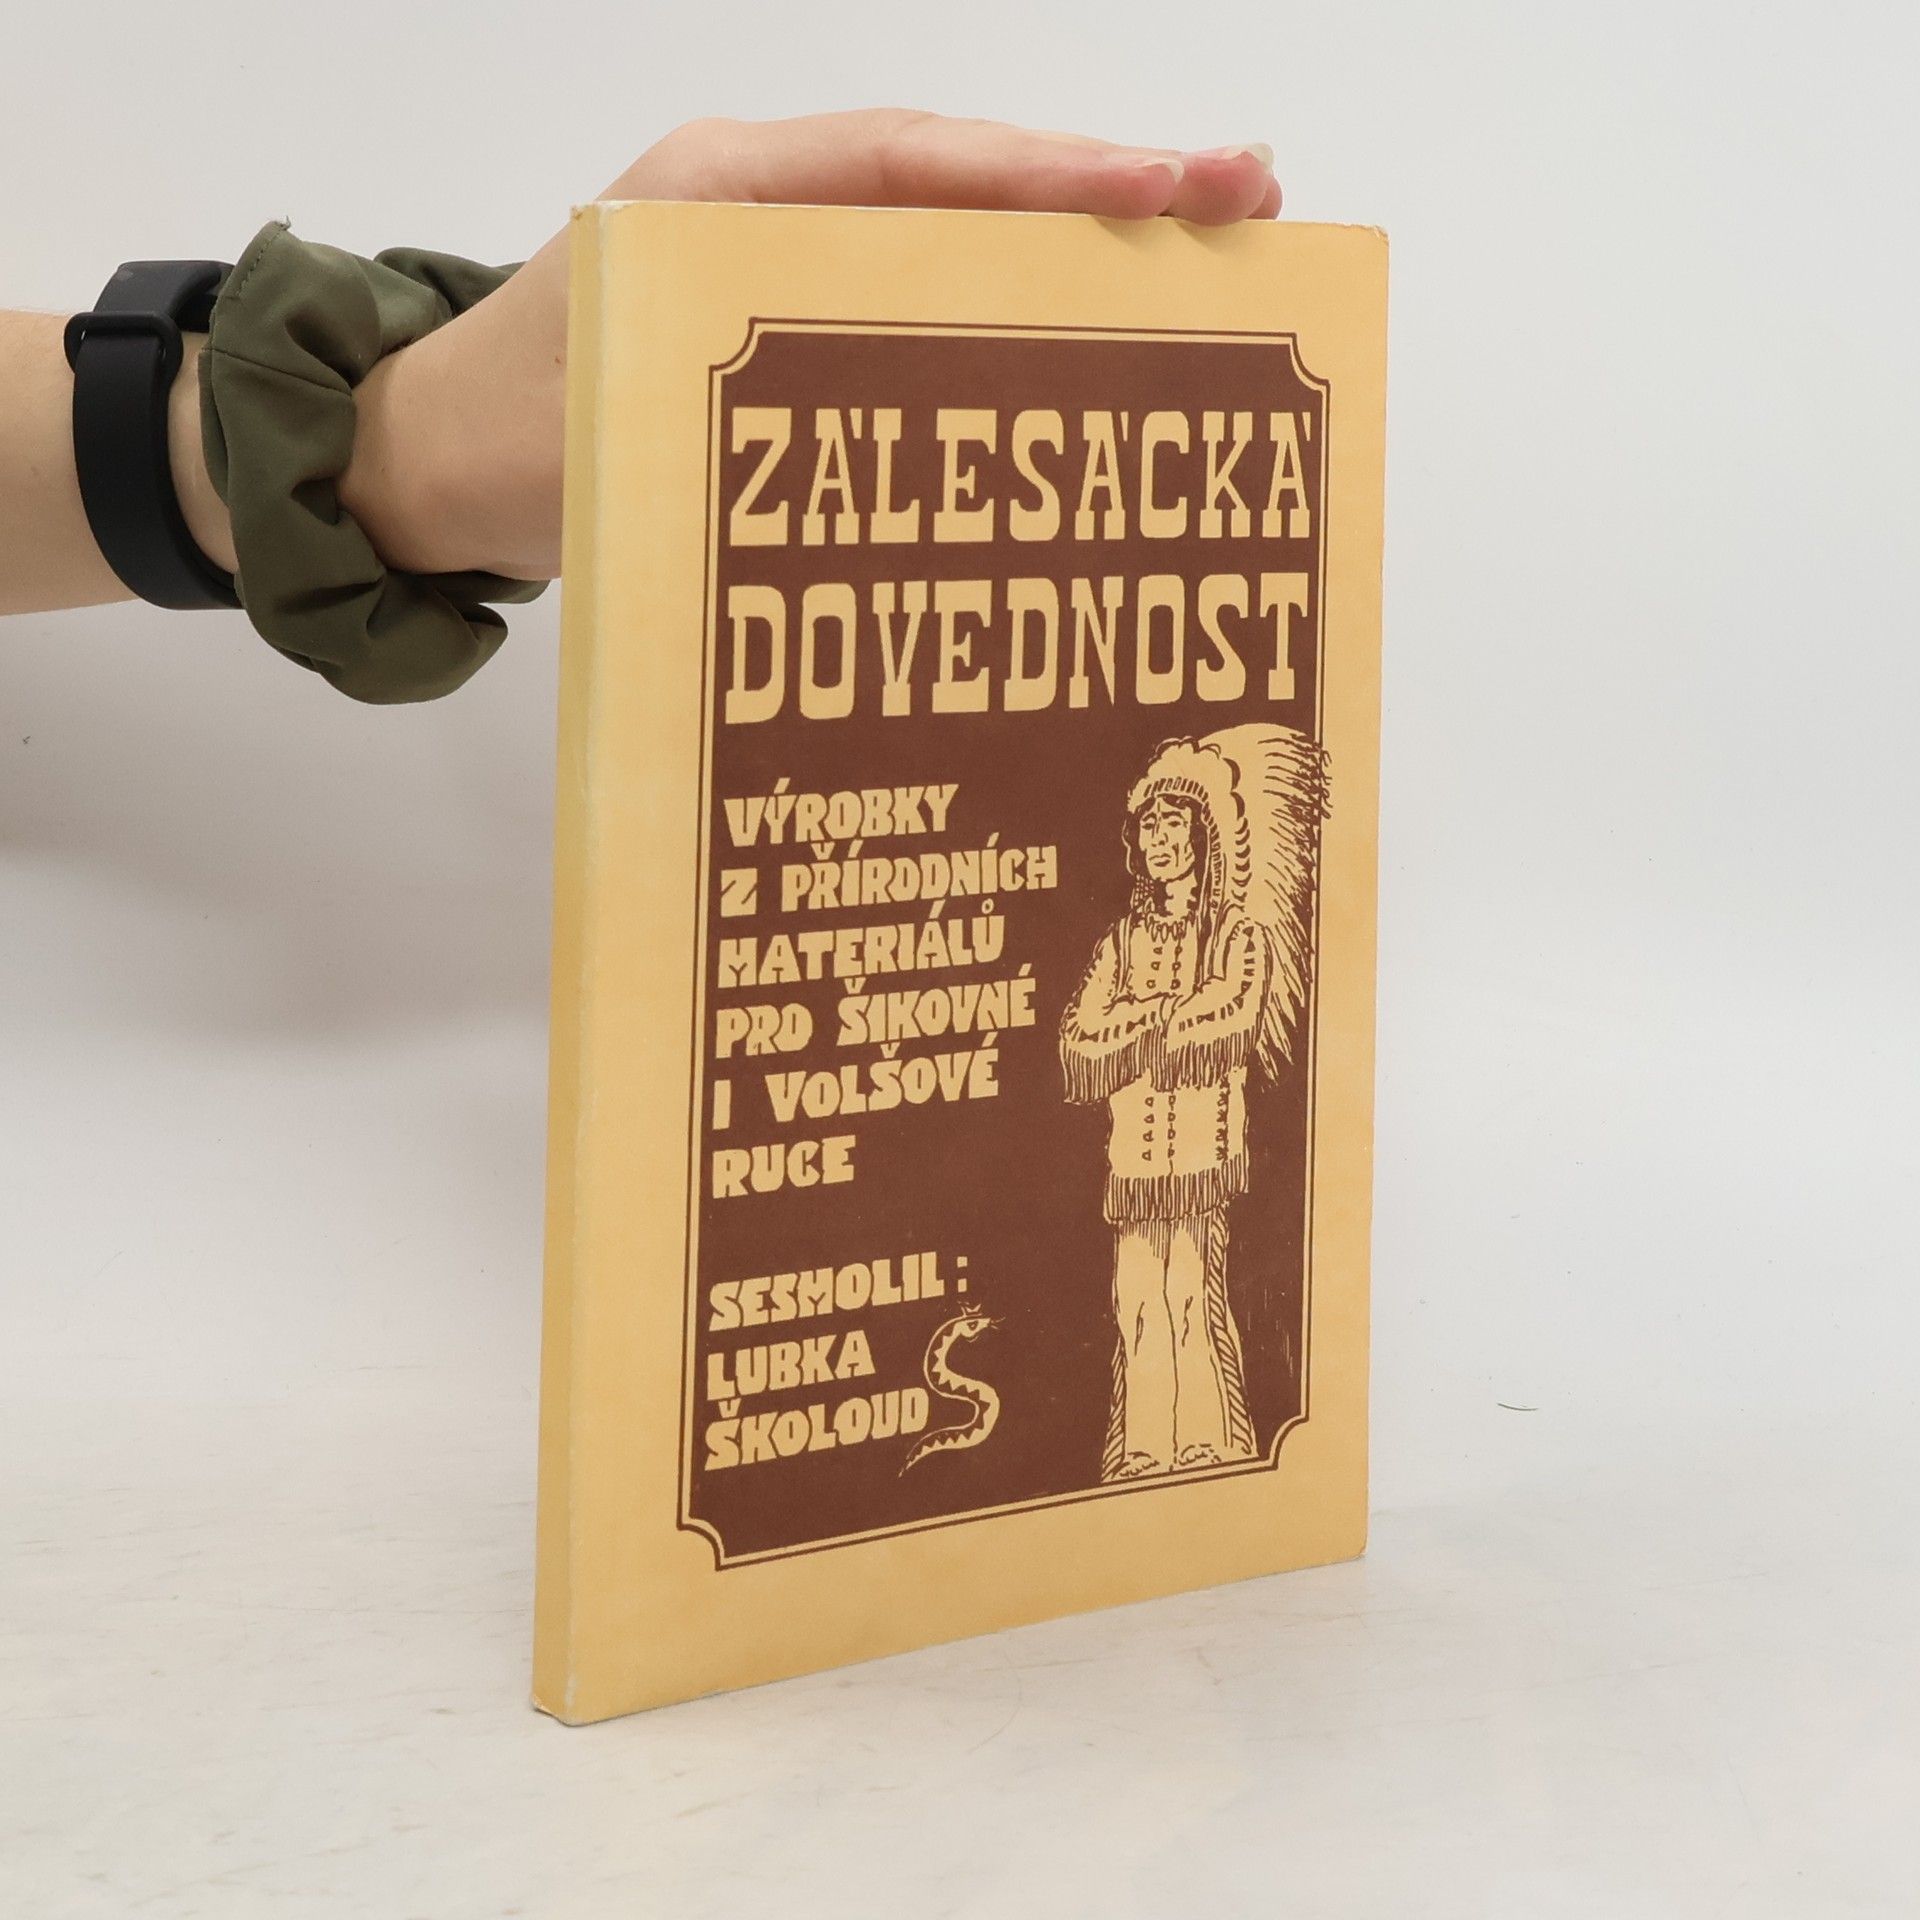 ZÁLESÁCKÁ
DOVEDNOST
VÝROBKY
Z PŘÍRODNÍCH
MATERIÁLŮ
PRO ŠIKOVNÉ
I VOLŠOVÉ
RUCE
SESMOLIL:
LUBKA
ŠKOLOUD